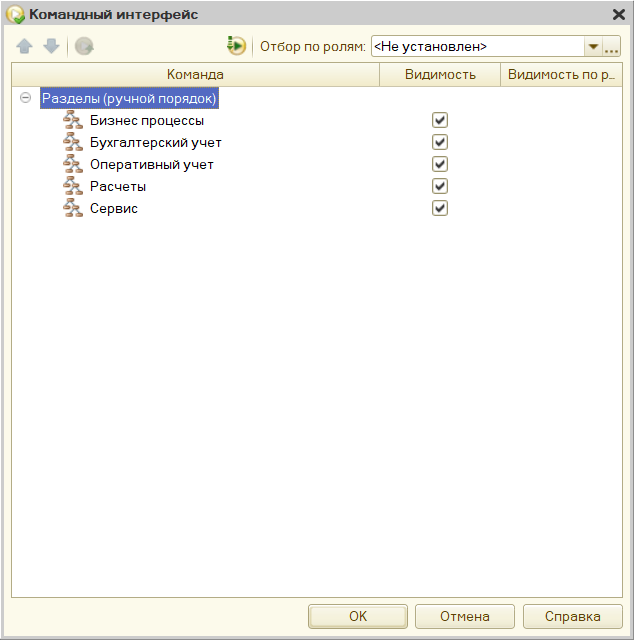 Командный интерфейс
Отбор по ролям: <Не установлен> ...
Команда Видимость Видимость по р...
Разделы (ручной порядок)
Бизнес процессы
Бухгалтерский учет
Оперативный учет
Расчеты
Сервис
OK Отмена Справка